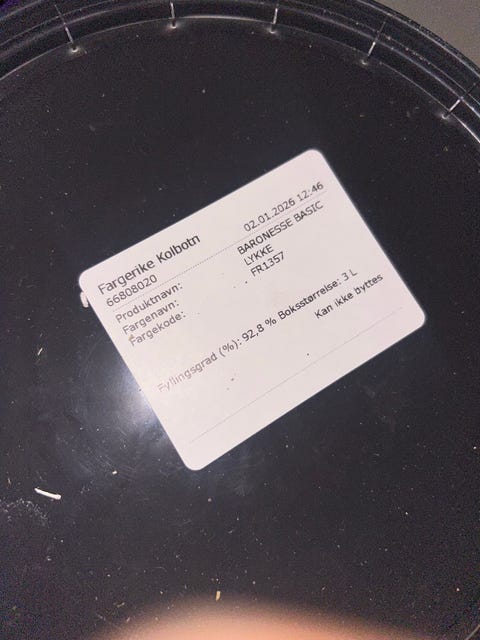 Fargerike Kolbotn
66808020 02.01.2026 12:46
Produktnavn: BARONESSE BASIC
Fargenavn: LYKKE
Fargekode: FR1357
Fyllingsgrad (%): 92,8 % Boksstørrelse: 3 L
Kan ikke byttes